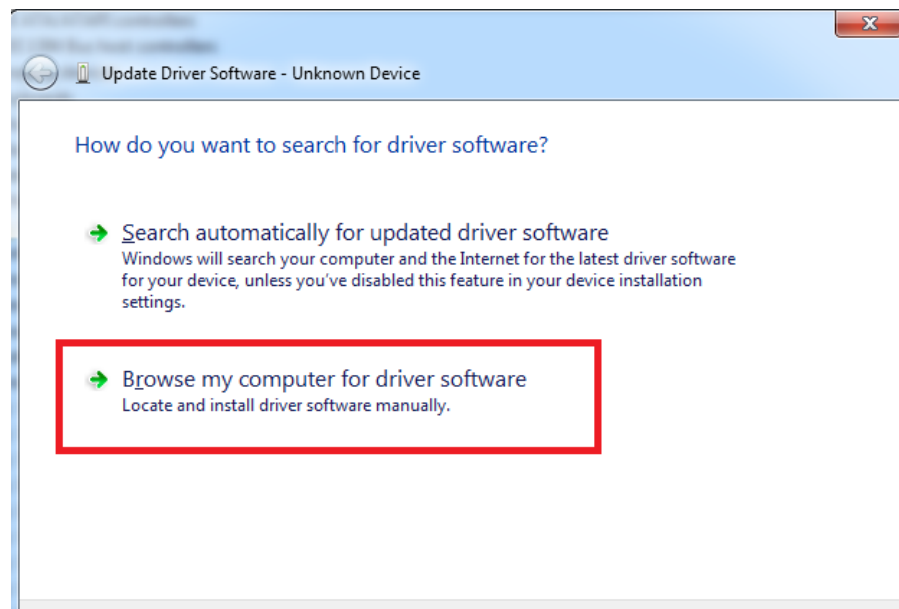 Update Driver Software - Unknown Device
How do you want to search for driver software?
Search automatically for updated driver software
Windows will search your computer and the Internet for the latest driver software
for your device, unless you've disabled this feature in your device installation
settings.
Browse my computer for driver software
Locate and install driver software manually.